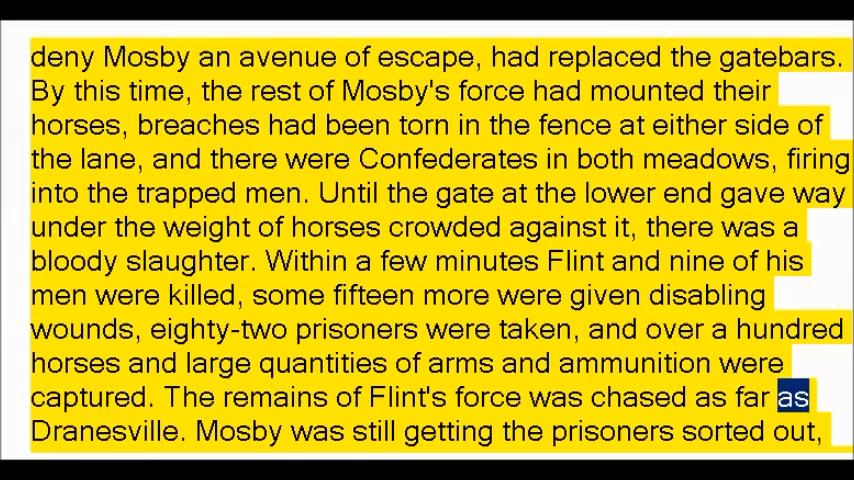 deny Mosby an avenue of escape, had replaced the gatebars.
By this time, the rest of Mosby's force had mounted their
horses, breaches had been torn in the fence at either side of
the lane, and there were Confederates in both meadows, firing
into the trapped men. Until the gate at the lower end gave way
under the weight of horses crowded against it, there was a
bloody slaughter. Within a few minutes Flint and nine of his
men were killed, some fifteen more were given disabling
wounds, eighty-two prisoners were taken, and over a hundred
horses and large quantities of arms and ammunition were
captured. The remains of Flint's force was chased as far as
Dranesville. Mosby was still getting the prisoners sorted out,